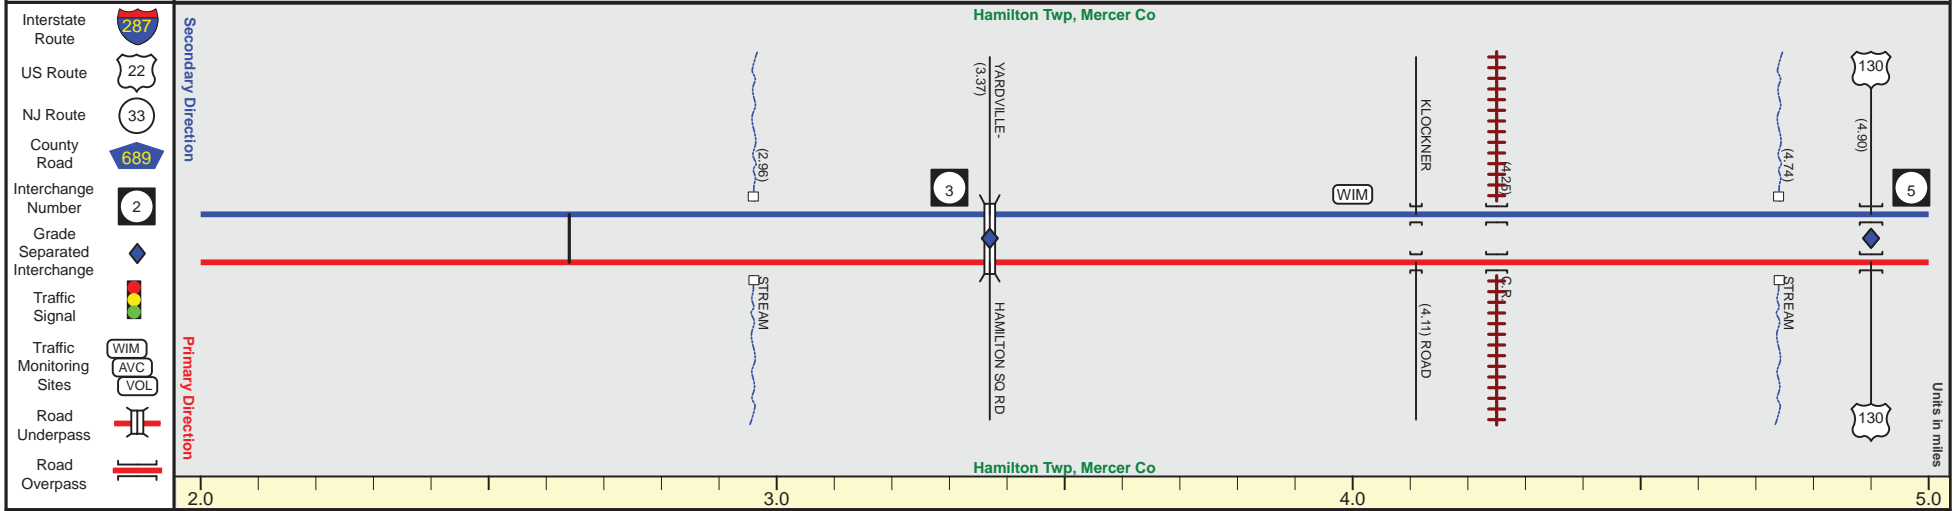 Interstate
Route
287
US Route
22
NJ Route
33
County
Road
689
Interchange
Number
2
Grade
Separated
Interchange
Traffic
Signal
Traffic
Monitoring
Sites
WIM
AVC
VOL
Road
Underpass
Road
Overpass
Secondary Direction
Primary Direction
Hamilton Twp, Mercer Co
(2.96)
STREAM
3
YARDVILLE-
(3.37)
HAMILTON SQ RD
WIM
KLOCKNER
(4.11) ROAD
(4.25)
C.R.
(4.74)
STREAM
130
(4.90)
130
5
Units in miles
Hamilton Twp, Mercer Co
2.0
3.0
4.0
5.0